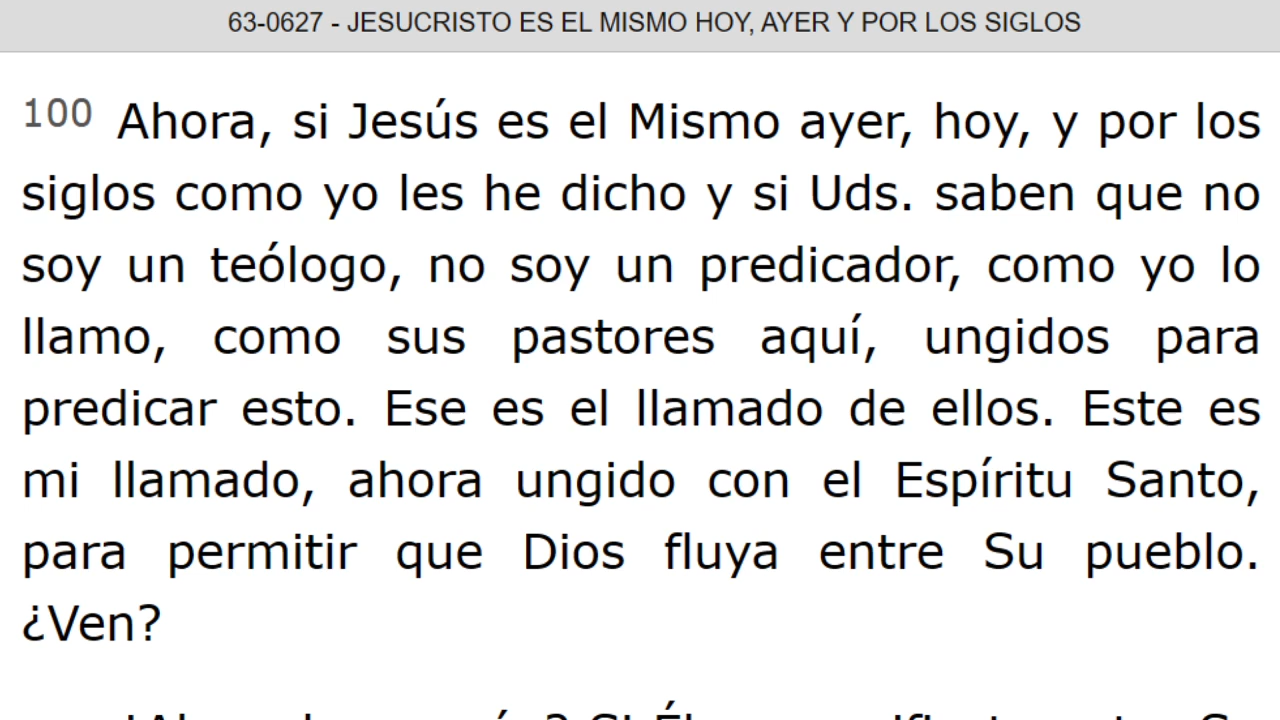 63-0627 - JESUCRISTO ES EL MISMO HOY, AYER Y POR LOS SIGLOS
100 Ahora, si Jesús es el Mismo ayer, hoy, y por los
siglos como yo les he dicho y si Uds. saben que no
soy un teólogo, no soy un predicador, como yo lo
llamo, como sus pastores aquí, ungidos para
predicar esto. Ese es el llamado de ellos. Este es
mi llamado, ahora ungido con el Espíritu Santo,
para permitir que Dios fluya entre Su pueblo.
¿Ven?